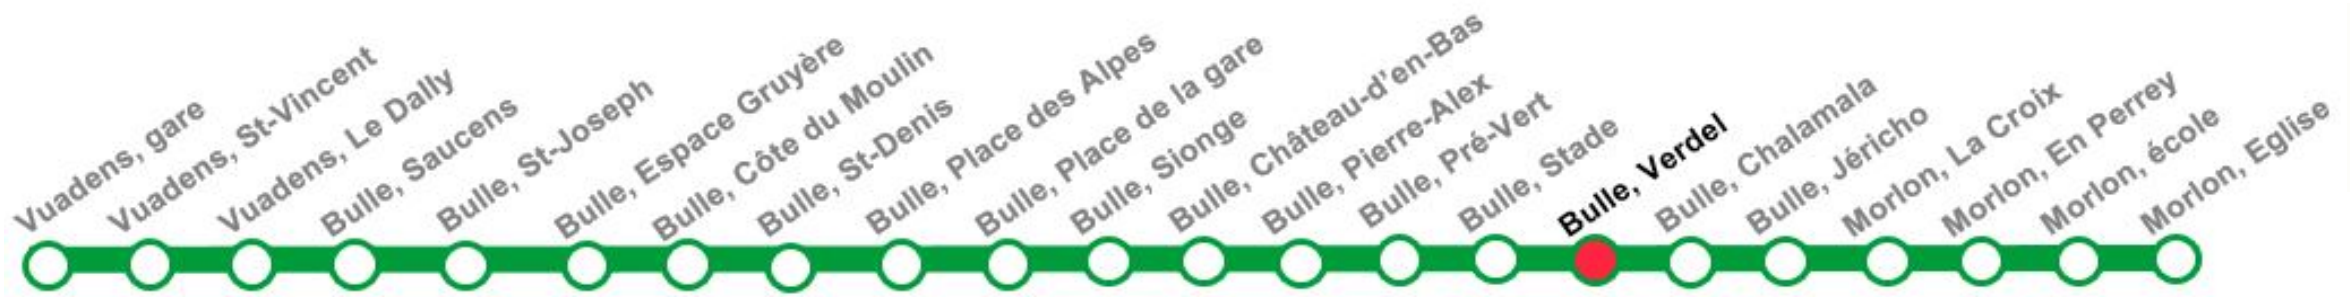 Vuadens, gare
Vuadens, St-Vincent
Vuadens, Le Dally
Bulle, Saucens
Bulle, St-Joseph
Bulle, Espace Gruyère
Bulle, Côte du Moulin
Bulle, St-Denis
Bulle, Place des Alpes
Bulle, Place de la gare
Bulle, Sionge
Bulle, Château-d'en-Bas
Bulle, Pierre-Alex
Bulle, Pré-Vert
Bulle, Stade
Bulle, Verdel
Bulle, Chalamala
Bulle, Jéricho
Morlon, La Croix
Morlon, En Perrey
Morlon, école
Morlon, Eglise